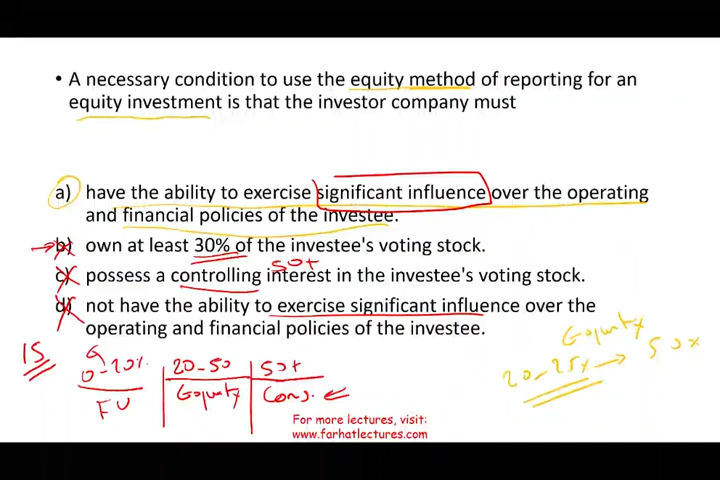 • A necessary condition to use the equity method of reporting for an
equity investment is that the investor company must
a) have the ability to exercise significant influence over the operating
and financial policies of the investee.
b) own at least 30% of the investee's voting stock.
50+
c) possess a controlling interest in the investee's voting stock.
d) not have the ability to exercise significant influence over the
operating and financial policies of the investee.
Equity
20-25% → 50%
15
0-20% 20-50 50+
FV Equity Cons.
For more lectures, visit:
www.farhatlectures.com